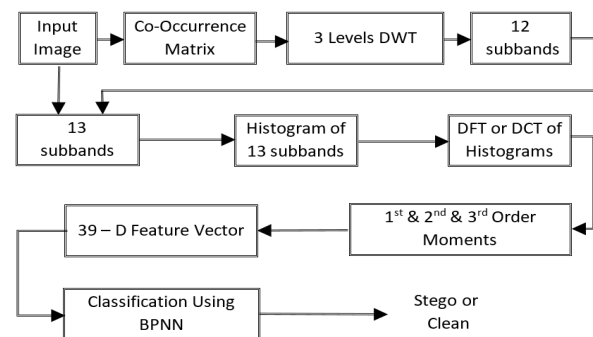 Input
Image
Co-Occurrence
Matrix
3 Levels DWT
12
subbands
13
subbands
Histogram of
13 subbands
DFT or DCT of
Histograms
39 – D Feature Vector
1st & 2nd & 3rd Order
Moments
Classification Using
BPNN
Stego or
Clean